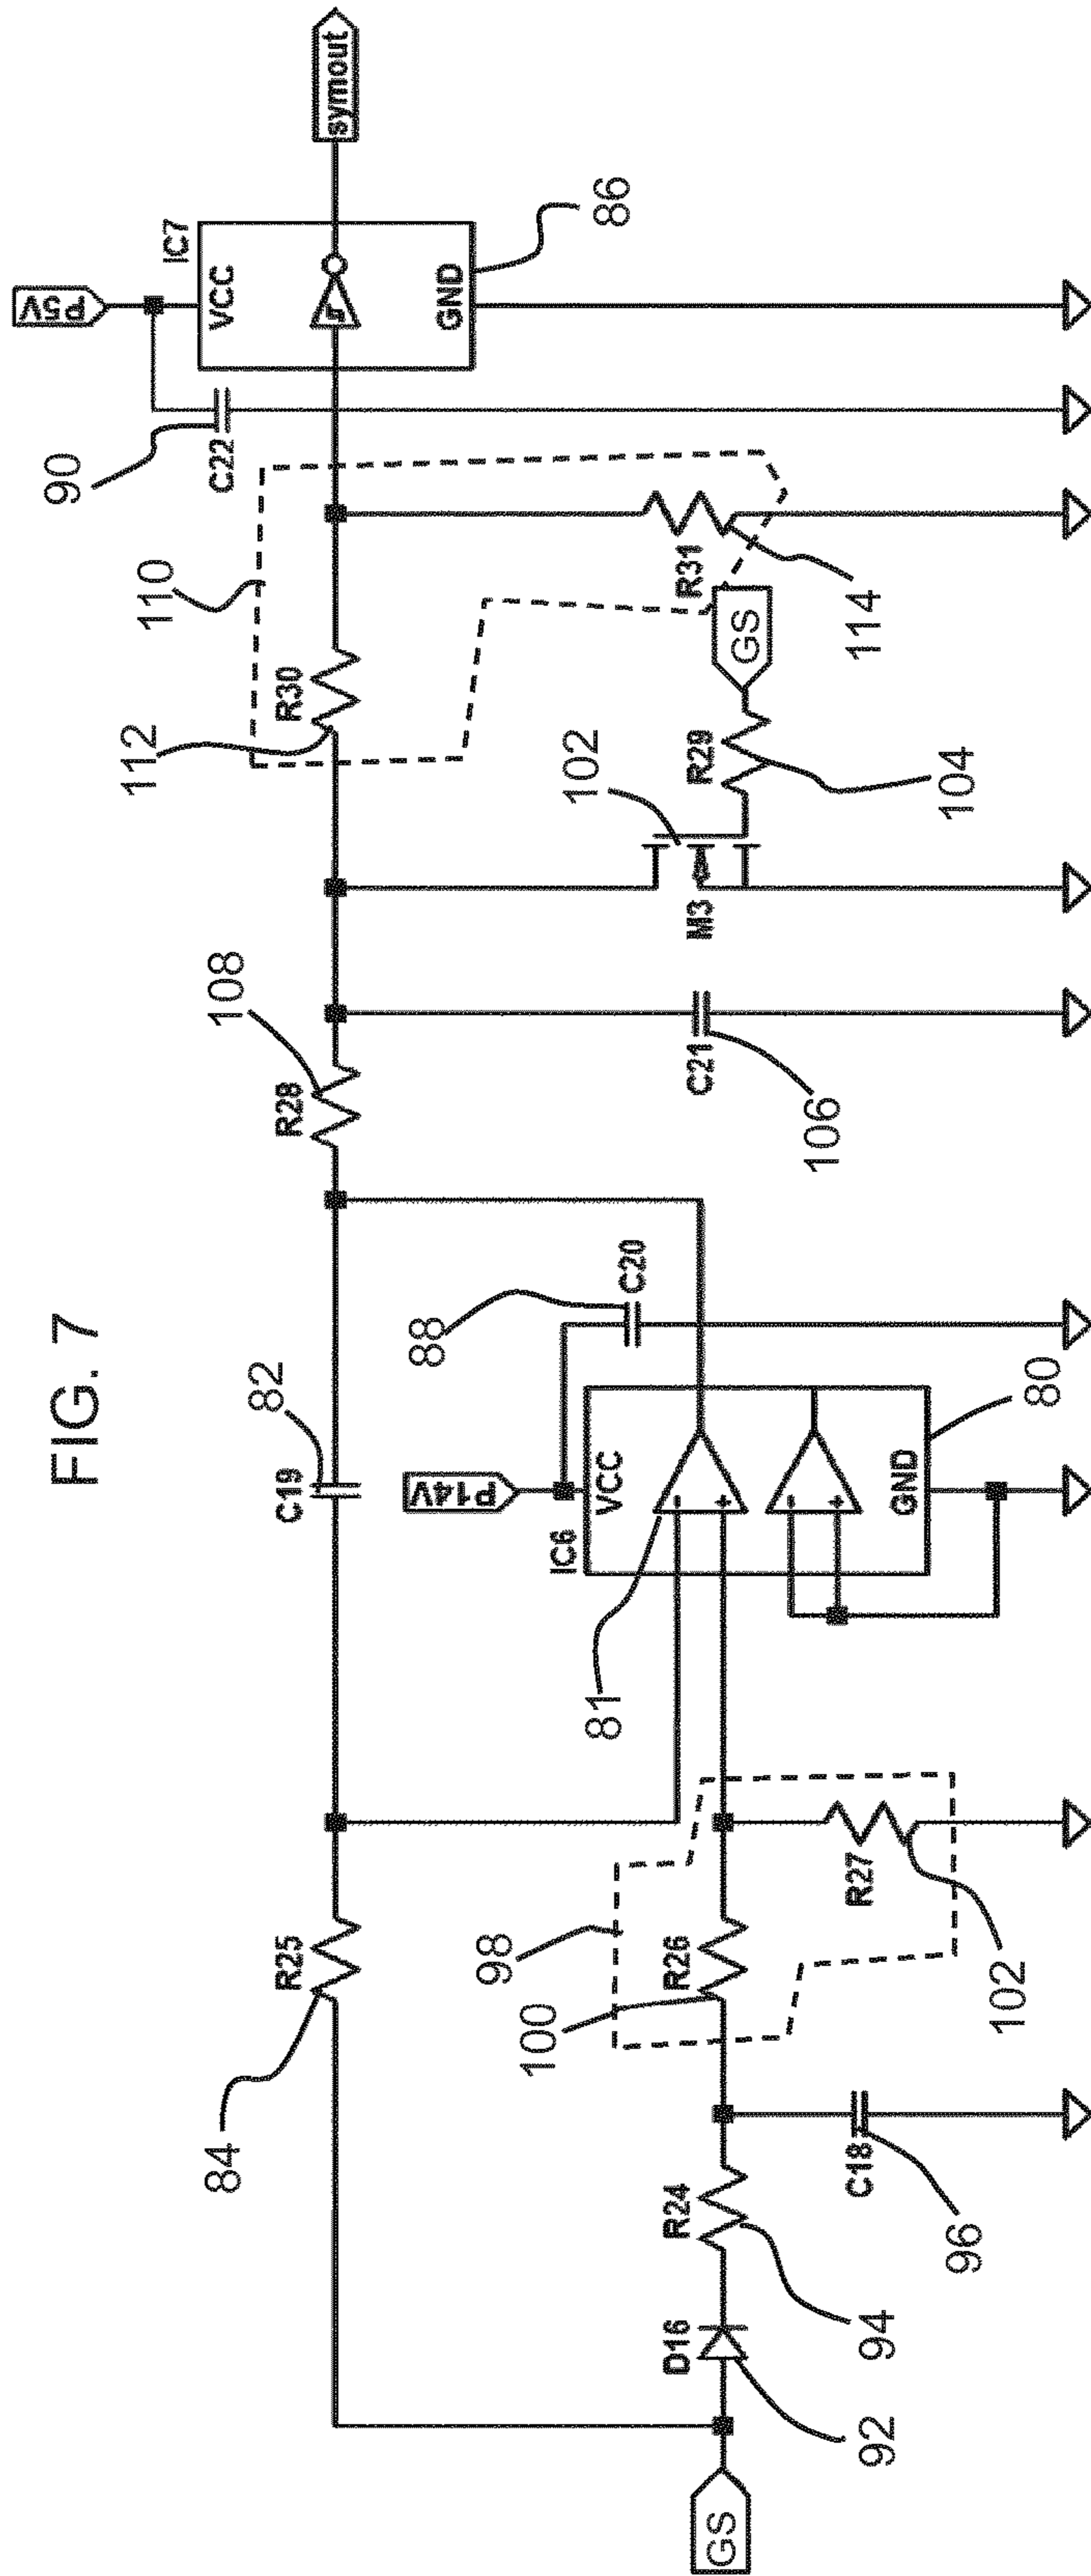 FIG. 7
P5V
IC7
VCC
GND
86
symout
90
C22
110
112
R30
R31
114
GS
102
R29
104
M3
108
R28
C21
106
82
C19
P14V
88
C20
IC6
VCC
81
-
+
-
+
GND
80
84
R25
98
100
R26
R27
102
R24
94
C18
96
D16
92
GS